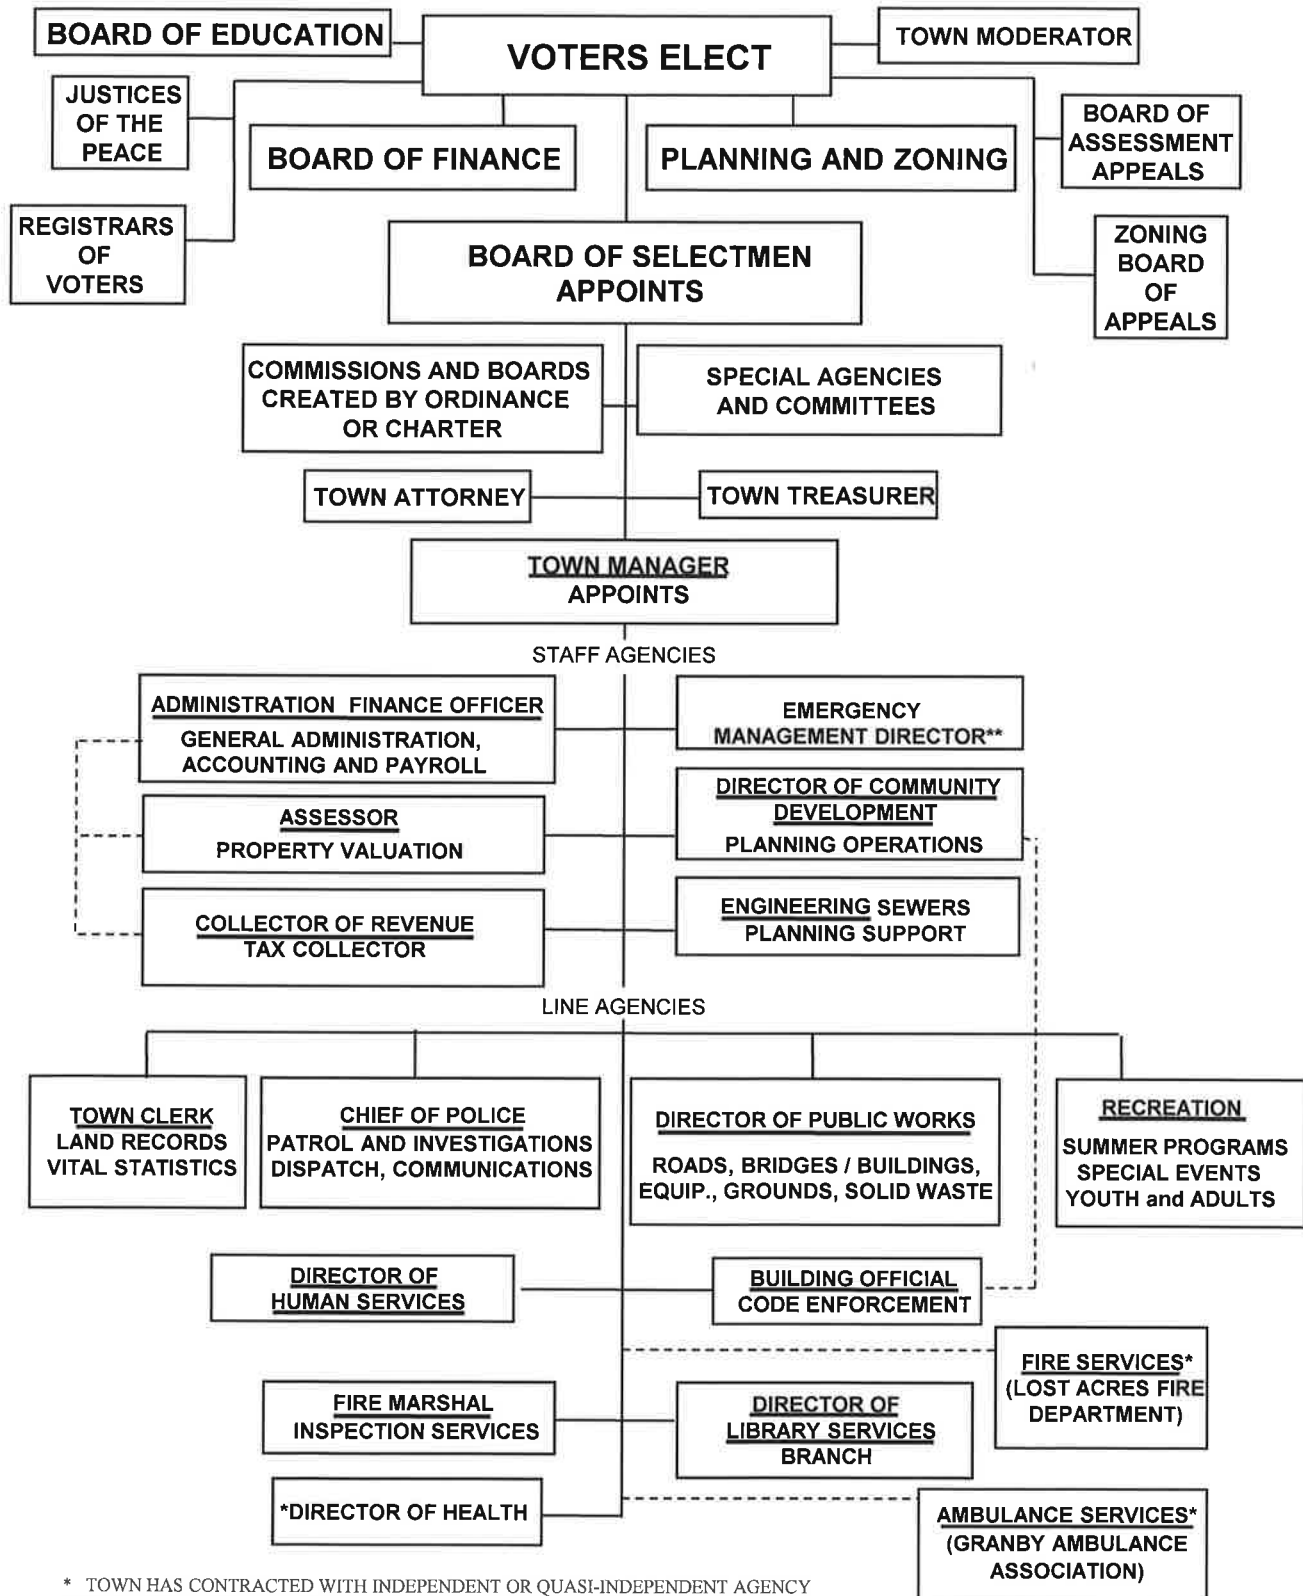 BOARD OF EDUCATION
VOTERS ELECT
TOWN MODERATOR
JUSTICES
OF THE
PEACE
BOARD OF FINANCE
PLANNING AND ZONING
BOARD OF
ASSESSMENT
APPEALS
REGISTRARS
OF
VOTERS
BOARD OF SELECTMEN
APPOINTS
ZONING
BOARD
OF
APPEALS
COMMISSIONS AND BOARDS
CREATED BY ORDINANCE
OR CHARTER
SPECIAL AGENCIES
AND COMMITTEES
TOWN ATTORNEY
TOWN TREASURER
TOWN MANAGER
APPOINTS
STAFF AGENCIES
ADMINISTRATION FINANCE OFFICER
GENERAL ADMINISTRATION,
ACCOUNTING AND PAYROLL
EMERGENCY
MANAGEMENT DIRECTOR**
ASSESSOR
PROPERTY VALUATION
DIRECTOR OF COMMUNITY
DEVELOPMENT
PLANNING OPERATIONS
COLLECTOR OF REVENUE
TAX COLLECTOR
ENGINEERING SEWERS
PLANNING SUPPORT
LINE AGENCIES
TOWN CLERK
LAND RECORDS
VITAL STATISTICS
CHIEF OF POLICE
PATROL AND INVESTIGATIONS
DISPATCH, COMMUNICATIONS
DIRECTOR OF PUBLIC WORKS
ROADS, BRIDGES / BUILDINGS,
EQUIP., GROUNDS, SOLID WASTE
RECREATION
SUMMER PROGRAMS
SPECIAL EVENTS
YOUTH and ADULTS
DIRECTOR OF
HUMAN SERVICES
BUILDING OFFICIAL
CODE ENFORCEMENT
FIRE SERVICES*
(LOST ACRES FIRE
DEPARTMENT)
FIRE MARSHAL
INSPECTION SERVICES
DIRECTOR OF
LIBRARY SERVICES
BRANCH
*DIRECTOR OF HEALTH
AMBULANCE SERVICES*
(GRANBY AMBULANCE
ASSOCIATION)
* TOWN HAS CONTRACTED WITH INDEPENDENT OR QUASI-INDEPENDENT AGENCY